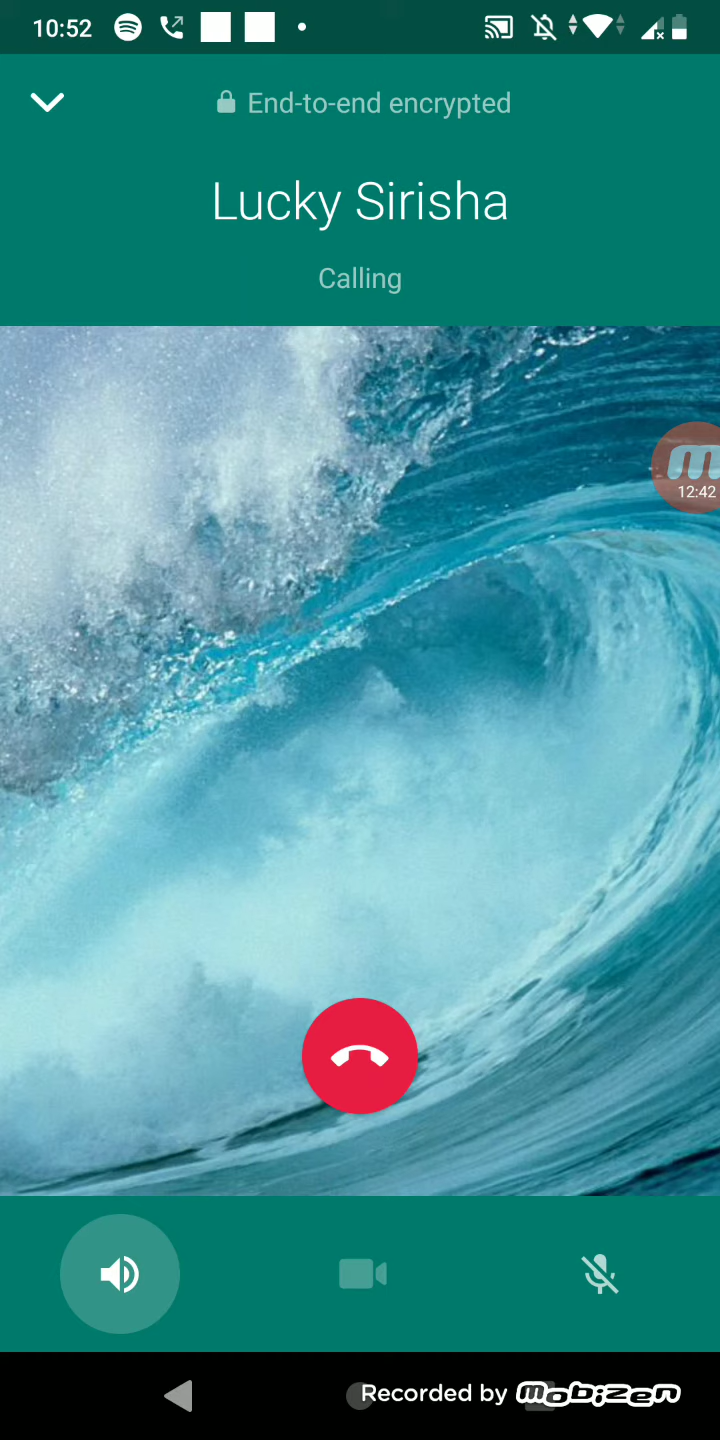 10:52
End-to-end encrypted
Lucky Sirisha
Calling
12:42
Recorded by mobizen